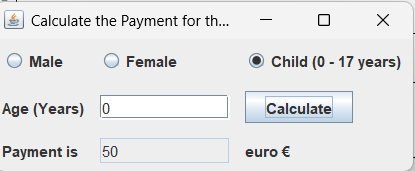 Calculate the Payment for th...
Male Female Child (0 - 17 years)
Age (Years) 0 Calculate
Payment is 50 euro €